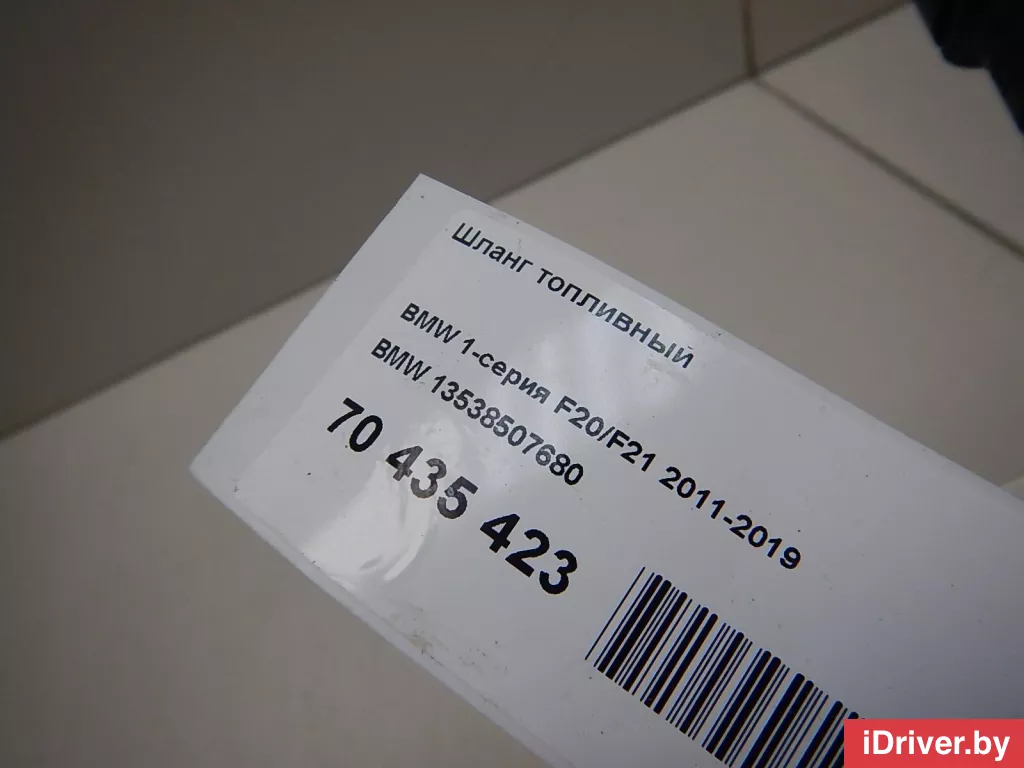 Шланг топливный
BMW 1-серия F20/F21 2011-2019
BMW 13538507680
70 435 423
iDriver.by